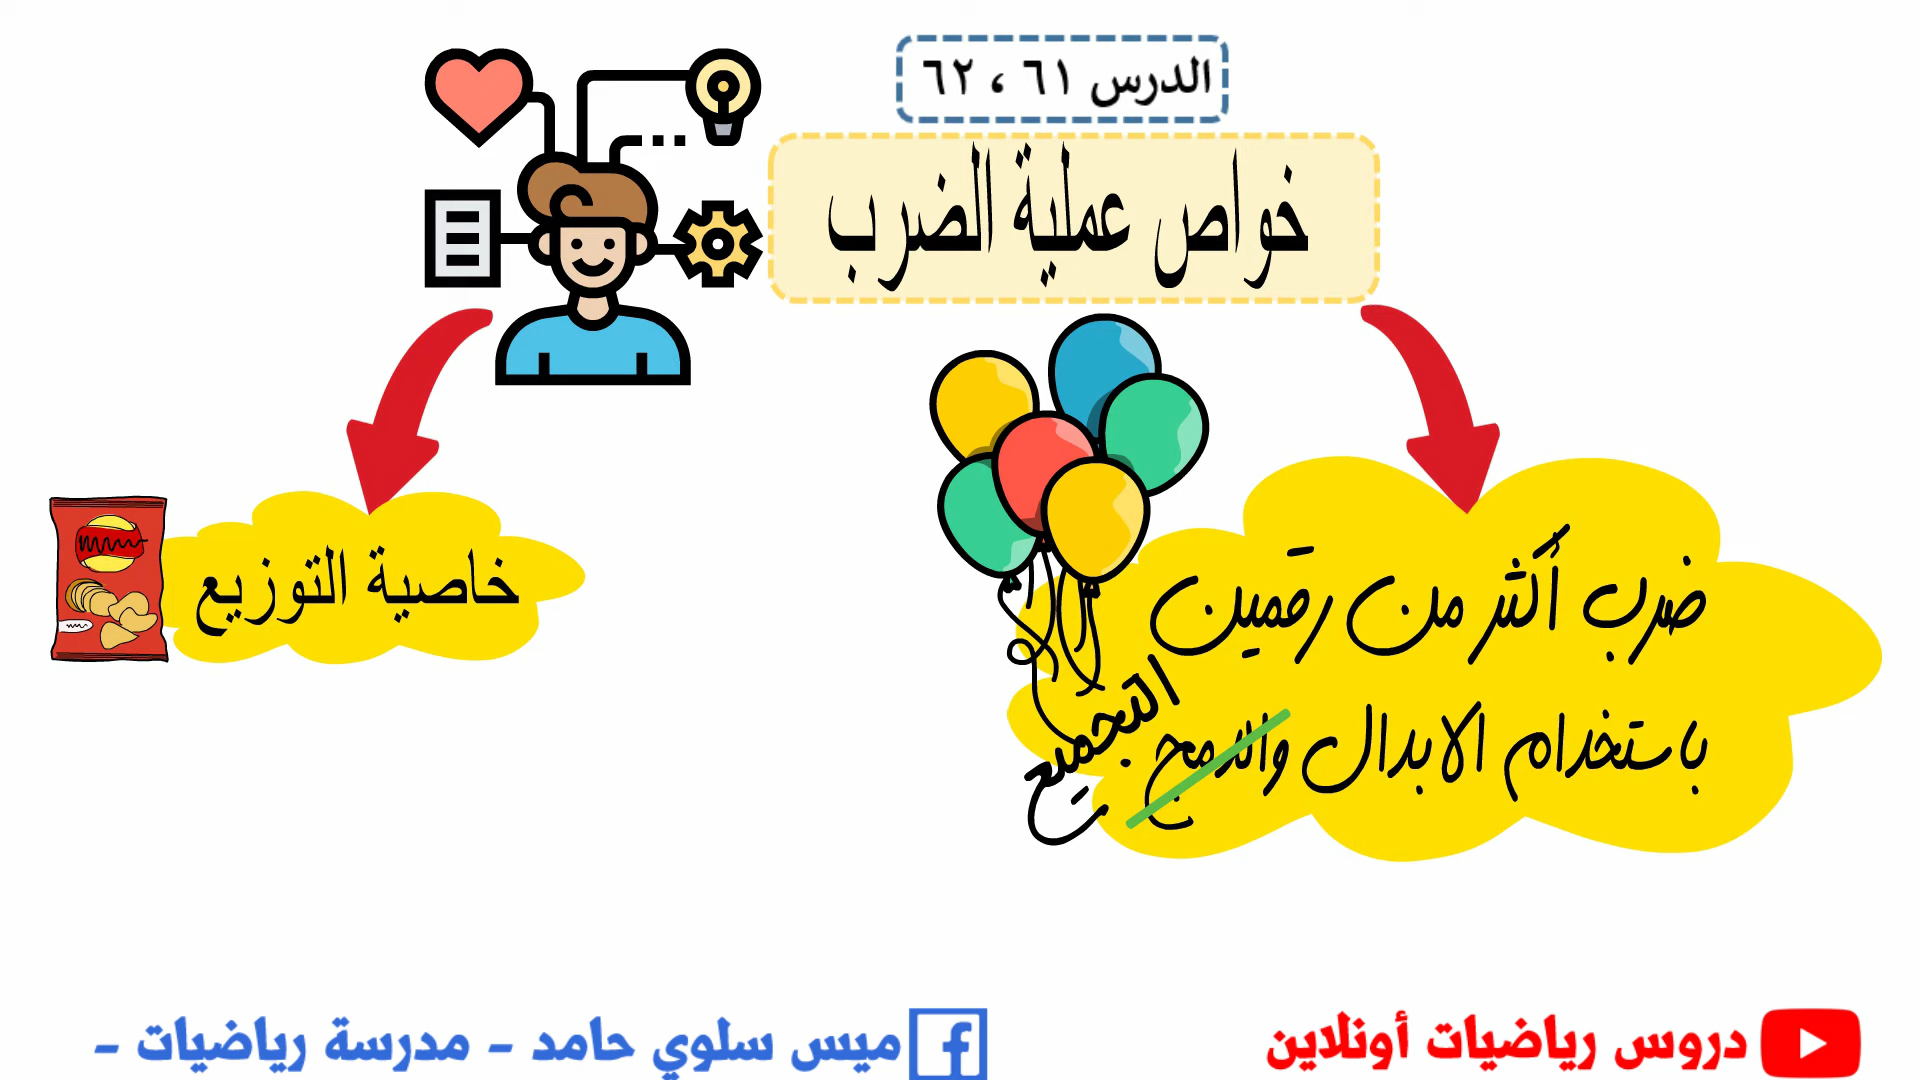 الدرس ٦١ ، ٦٢
خواص عملية الضرب
ضرب أكثر من رقمين
باستخدام الابدال والدمج
التجميع
خاصية التوزيع
دروس رياضيات أونلاين
ميس سلوي حامد - مدرسة رياضيات -